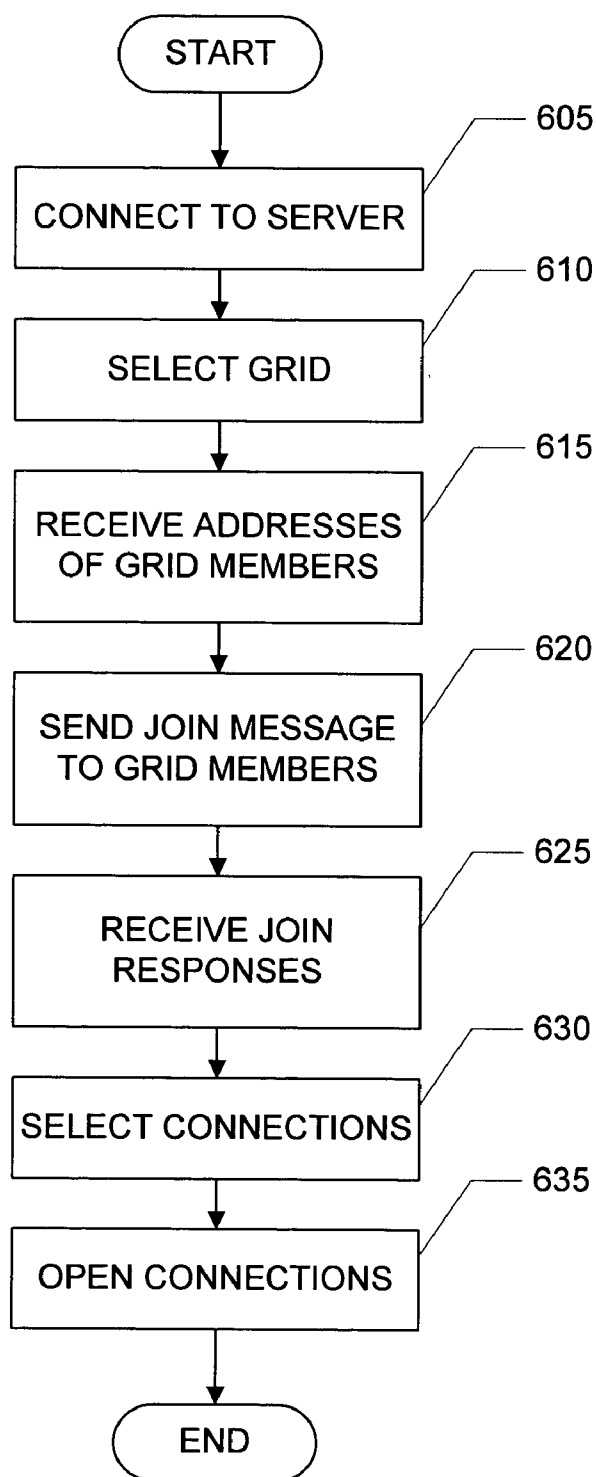 START
605
CONNECT TO SERVER
610
SELECT GRID
615
RECEIVE ADDRESSES
OF GRID MEMBERS
620
SEND JOIN MESSAGE
TO GRID MEMBERS
625
RECEIVE JOIN
RESPONSES
630
SELECT CONNECTIONS
635
OPEN CONNECTIONS
END